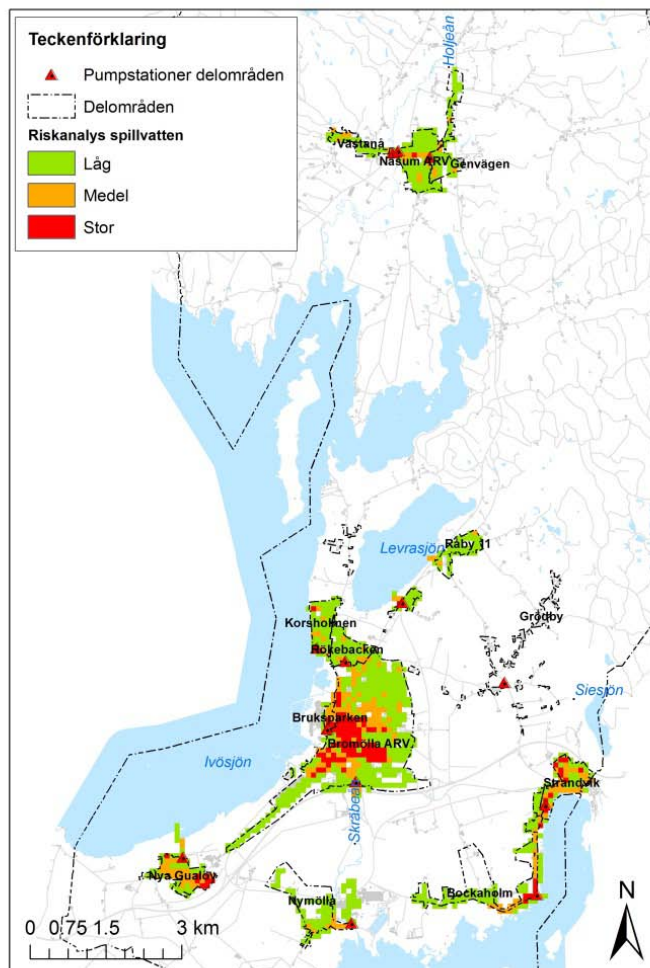 Teckenförklaring
Pumpstationer delområden
Delområden
Riskanalys spillvatten
Låg
Medel
Stor
Holjeån
Västanå
Näsum ARV
Genvägen
Levrasjön
Råby 11
Grödby
Korsholmen
Rökebacken
Siesjön
Bruksparken
Bromölla ARV
Ivösjön
Strandvik
Skräbeån
Nya Gualöv
Nymölla
Bockaholm
N
0 0,75 1,5 3 km